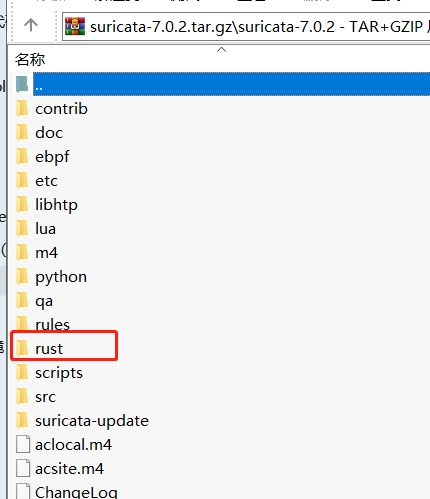 suricata-7.0.2.tar.gz\suricata-7.0.2 - TAR+GZIP
名称
..
contrib
doc
ebpf
etc
libhtp
lua
m4
python
qa
rules
rust
scripts
src
suricata-update
aclocal.m4
acsite.m4
ChangeLog